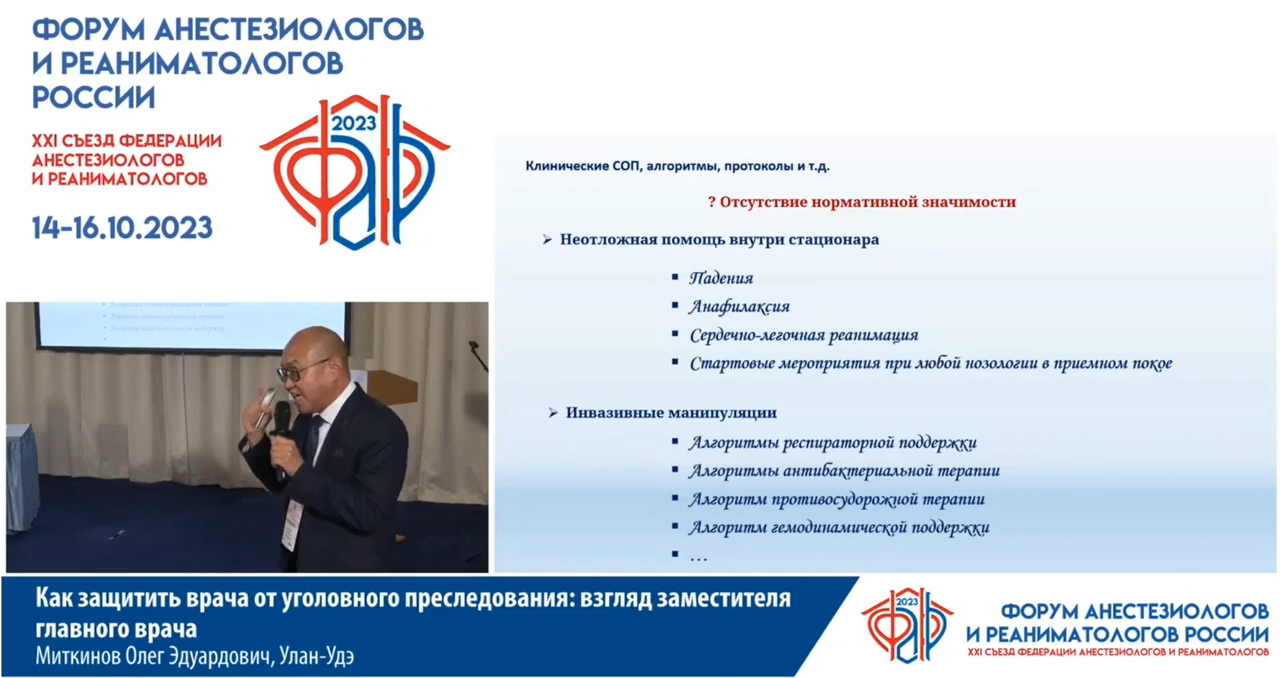 ФОРУМ АНЕСТЕЗИОЛОГОВ
И РЕАНИМАТОЛОГОВ
РОССИИ
XXI СЪЕЗД ФЕДЕРАЦИИ
АНЕСТЕЗИОЛОГОВ
И РЕАНИМАТОЛОГОВ
14-16.10.2023
2023
ФАР
Клинические СОП, алгоритмы, протоколы и т.д.
? Отсутствие нормативной значимости
➢ Неотложная помощь внутри стационара
▪ Падения
▪ Анафилаксия
▪ Сердечно-легочная реанимация
▪ Стартовые мероприятия при любой нозологии в приемном покое
➢ Инвазивные манипуляции
▪ Алгоритмы респираторной поддержки
▪ Алгоритмы антибактериальной терапии
▪ Алгоритм противосудорожной терапии
▪ Алгоритм гемодинамической поддержки
▪ …
Как защитить врача от уголовного преследования: взгляд заместителя
главного врача
Миткинов Олег Эдуардович, Улан-Удэ
2023
ФАР
ФОРУМ АНЕСТЕЗИОЛОГОВ
И РЕАНИМАТОЛОГОВ РОССИИ
XXI СЪЕЗД ФЕДЕРАЦИИ АНЕСТЕЗИОЛОГОВ И РЕАНИМАТОЛОГОВ